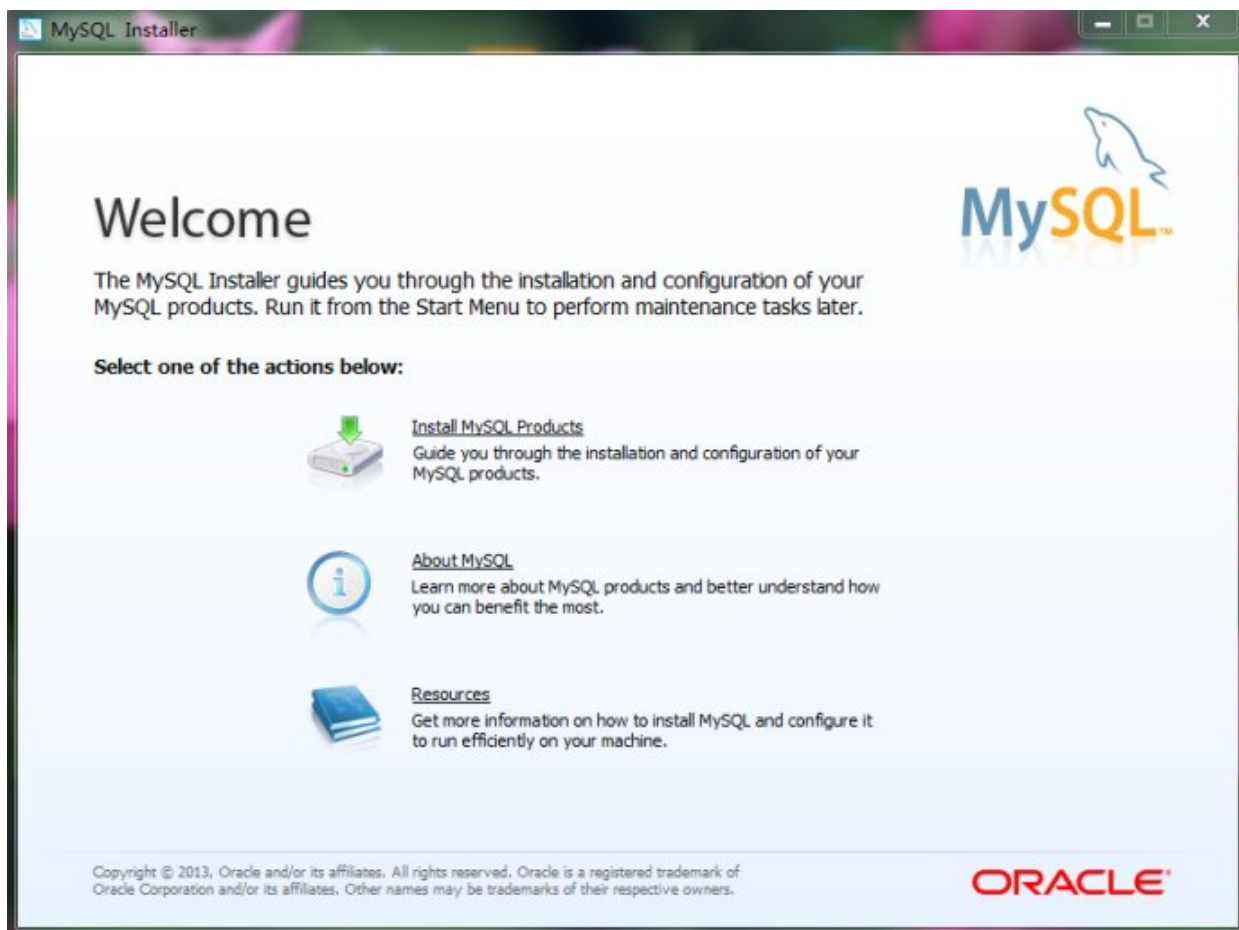 MySQL Installer
MySQL™
Welcome
The MySQL Installer guides you through the installation and configuration of your
MySQL products. Run it from the Start Menu to perform maintenance tasks later.
Select one of the actions below:
Install MySQL Products
Guide you through the installation and configuration of your
MySQL products.
About MySQL
Learn more about MySQL products and better understand how
you can benefit the most.
Resources
Get more information on how to install MySQL and configure it
to run efficiently on your machine.
Copyright © 2013, Oracle and/or its affiliates. All rights reserved. Oracle is a registered trademark of
Oracle Corporation and/or its affiliates. Other names may be trademarks of their respective owners.
ORACLE®